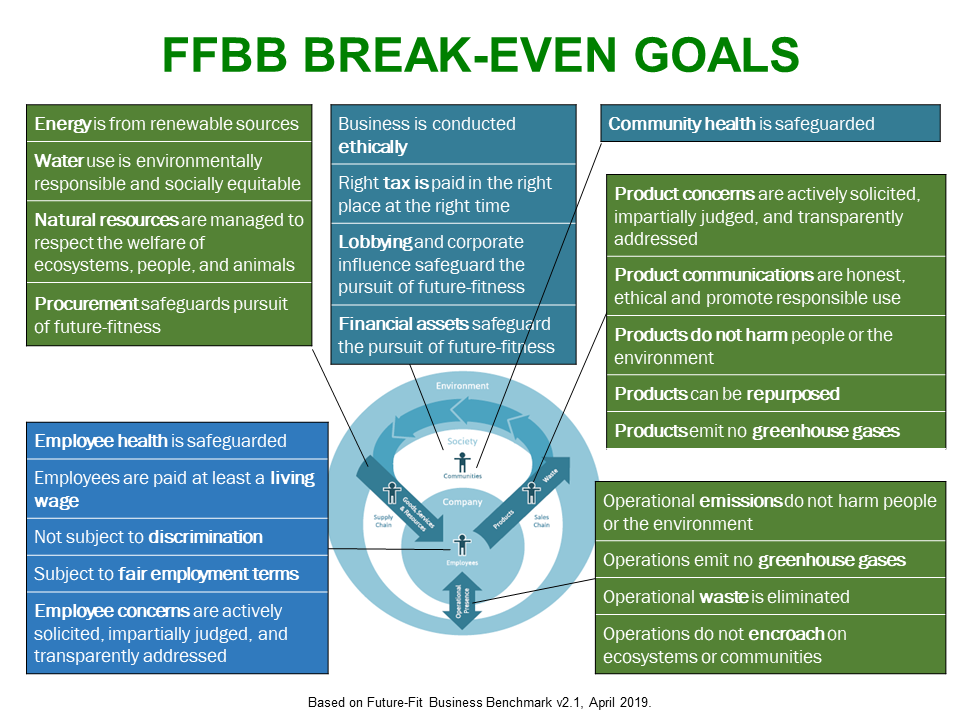 FFBB BREAK-EVEN GOALS
Energy is from renewable sources
Water use is environmentally
responsible and socially equitable
Natural resources are managed to
respect the welfare of
ecosystems, people, and animals
Procurement safeguards pursuit
of future-fitness
Business is conducted
ethically
Right tax is paid in the right
place at the right time
Lobbying and corporate
influence safeguard the
pursuit of future-fitness
Financial assets safeguard
the pursuit of future-fitness
Community health is safeguarded
Product concerns are actively solicited,
impartially judged, and transparently
addressed
Product communications are honest,
ethical and promote responsible use
Products do not harm people or the
environment
Products can be repurposed
Products emit no greenhouse gases
Employee health is safeguarded
Employees are paid at least a living
wage
Not subject to discrimination
Subject to fair employment terms
Employee concerns are actively
solicited, impartially judged, and
transparently addressed
Environment
Society
Communities
Company
Supply
Chain
Goods, Services
& Resources
Products
Waste
Sales
Chain
Employees
Operational
Presence
Operational emissions do not harm people
or the environment
Operations emit no greenhouse gases
Operational waste is eliminated
Operations do not encroach on
ecosystems or communities
Based on Future-Fit Business Benchmark v2.1, April 2019.